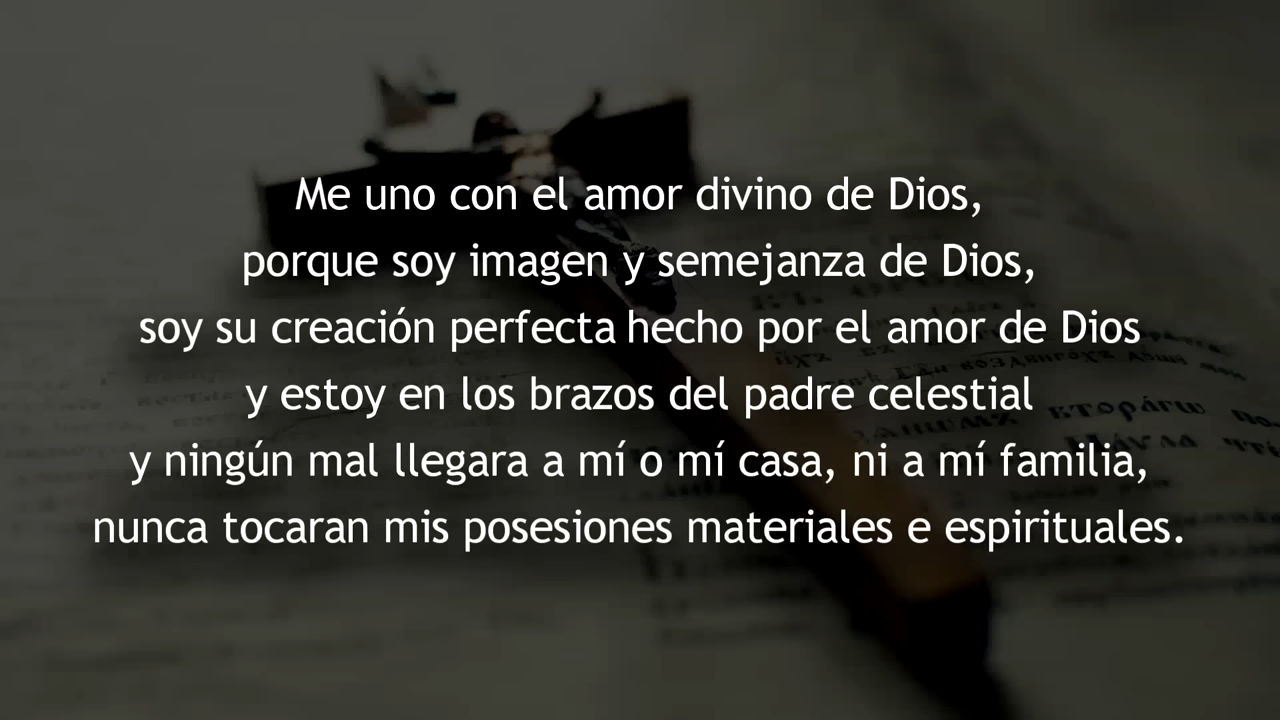 Me uno con el amor divino de Dios,
porque soy imagen y semejanza de Dios,
soy su creación perfecta hecho por el amor de Dios
y estoy en los brazos del padre celestial
y ningún mal llegara a mí o mí casa, ni a mí familia,
nunca tocaran mis posesiones materiales e espirituales.